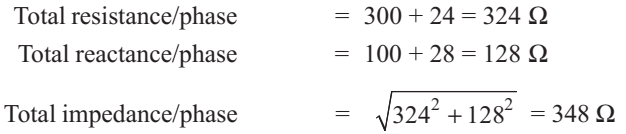 Total resistance/phase = 300 + 24 = 324 Ω
Total reactance/phase = 100 + 28 = 128 Ω
Total impedance/phase = √(324² + 128²) = 348 Ω